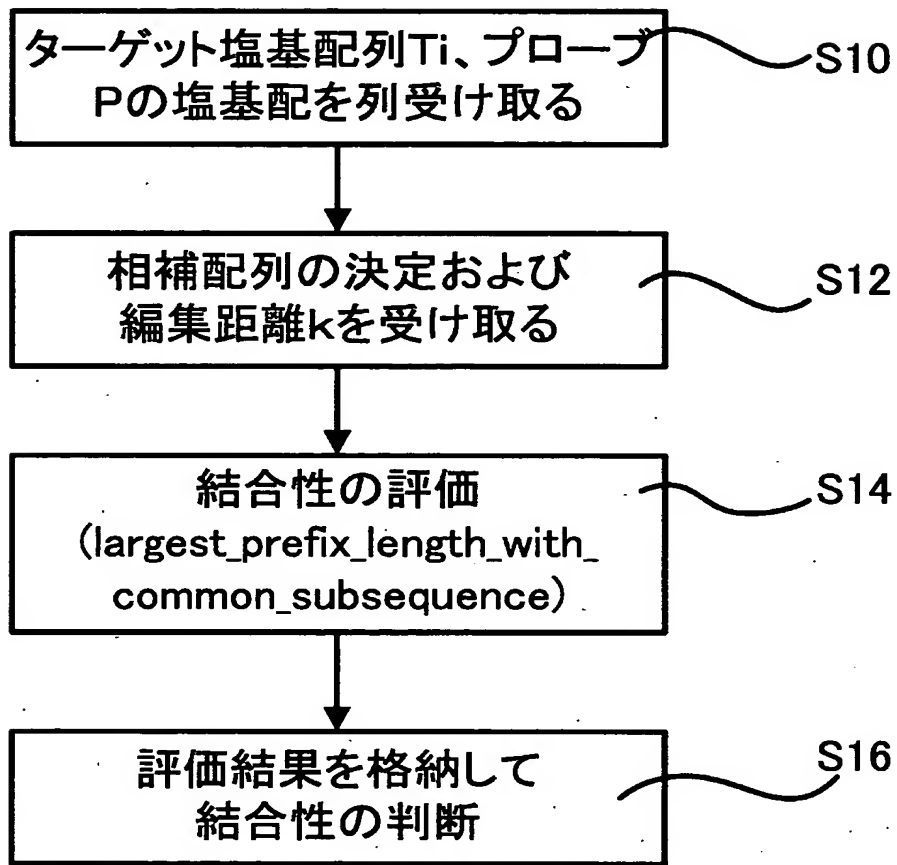 ターゲット塩基配列Ti、プローブ
Pの塩基配を列受け取る
S10
相補配列の決定および
編集距離kを受け取る
S12
結合性の評価
(largest_prefix_length_with_
common_subsequence)
S14
評価結果を格納して
結合性の判断
S16